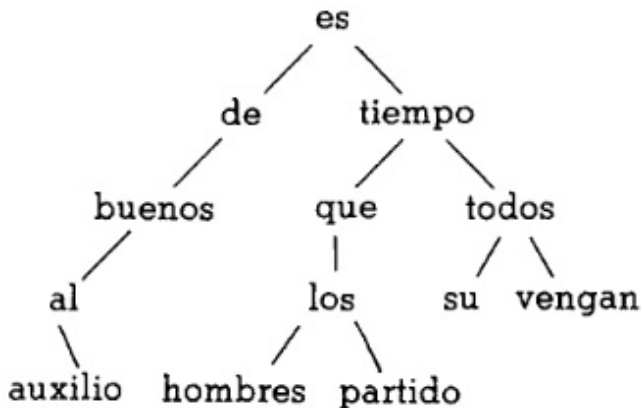 es
de tiempo
buenos que todos
al los su vengan
auxilio hombres partido